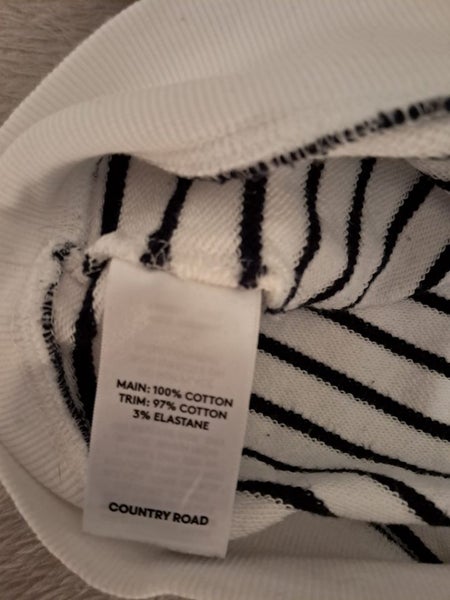 MAIN: 100% COTTON
TRIM: 97% COTTON
3% ELASTANE
COUNTRY ROAD